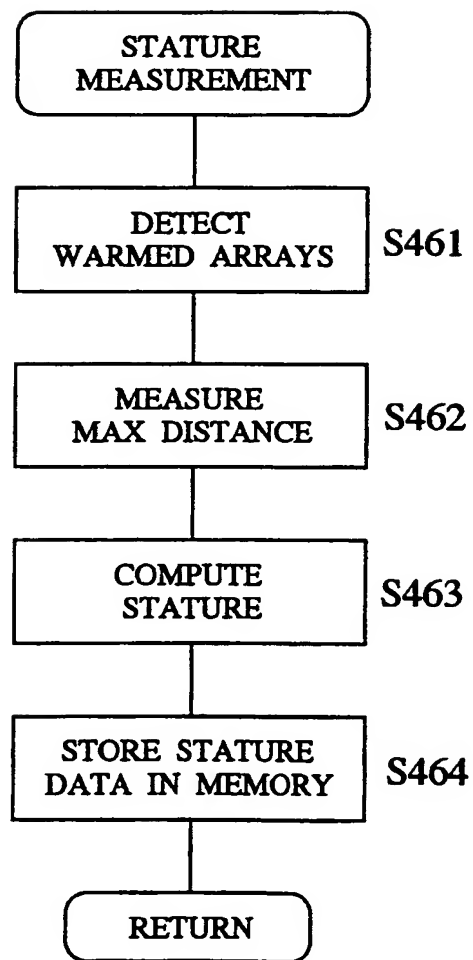 STATURE
MEASUREMENT
DETECT
WARMED ARRAYS
S461
MEASURE
MAX DISTANCE
S462
COMPUTE
STATURE
S463
STORE STATURE
DATA IN MEMORY
S464
RETURN